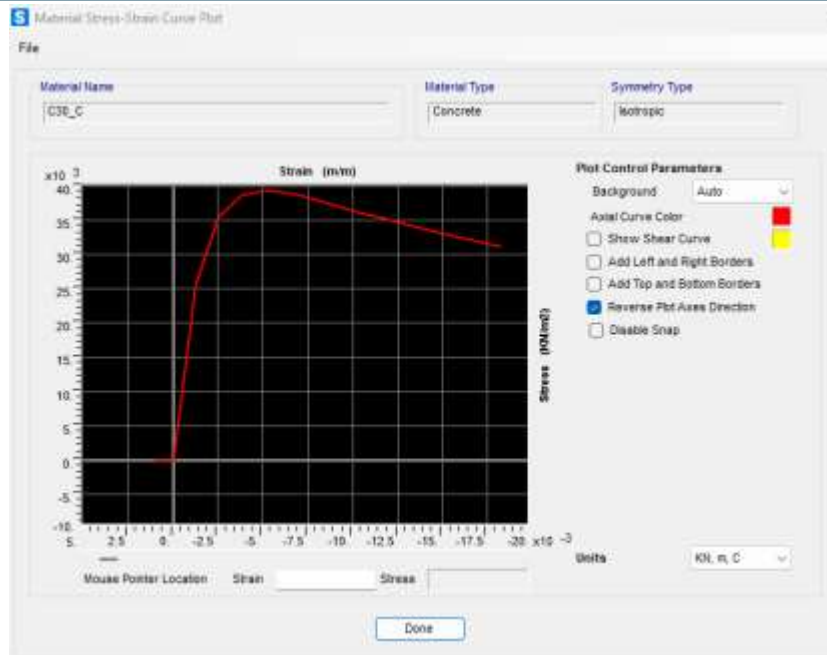 Material Stress-Strain Curve Plot
File
Material Name
Material Type
Symmetry Type
C30_C
Concrete
Isotropic
x10 3
Strain (m/m)
40.
35.
30.
25.
20.
15.
10.
5.
0.
-5.
-10.
5. 2.5 0. -2.5 -5. -7.5 -10. -12.5 -15. -17.5 -20. x10 -3
Stress (KN/m2)
Plot Control Parameters
Background Auto
Axial Curve Color
Show Shear Curve
Add Left and Right Borders
Add Top and Bottom Borders
Reverse Plot Axes Direction
Disable Snap
Units KN, m, C
Mouse Pointer Location Strain Stress
Done